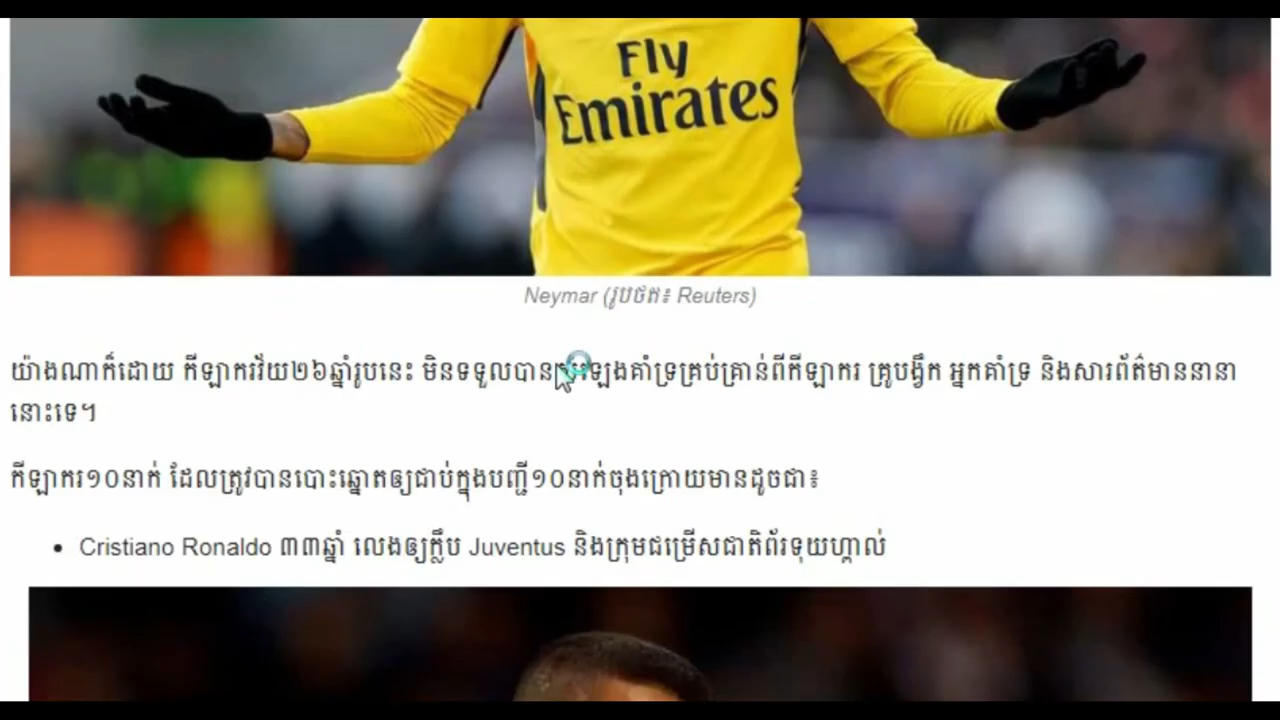 Fly
Emirates
Neymar (រូបថត៖ Reuters)
យ៉ាងណាក៏ដោយ កីឡាករវ័យ២៦ឆ្នាំរូបនេះ មិនទទួលបានសម្លេងគាំទ្រគ្រប់គ្រាន់ពីកីឡាករ គ្រូបង្វឹក អ្នកគាំទ្រ និងសារព័ត៌មាននានា
នោះទេ។
កីឡាករ១០នាក់ ដែលត្រូវបានបោះឆ្នោតឲ្យជាប់ក្នុងបញ្ជី១០នាក់ចុងក្រោយមានដូចជា៖
• Cristiano Ronaldo ៣៣ឆ្នាំ លេងឲ្យក្លឹប Juventus និងក្រុមជម្រើសជាតិព័រទុយហ្គាល់